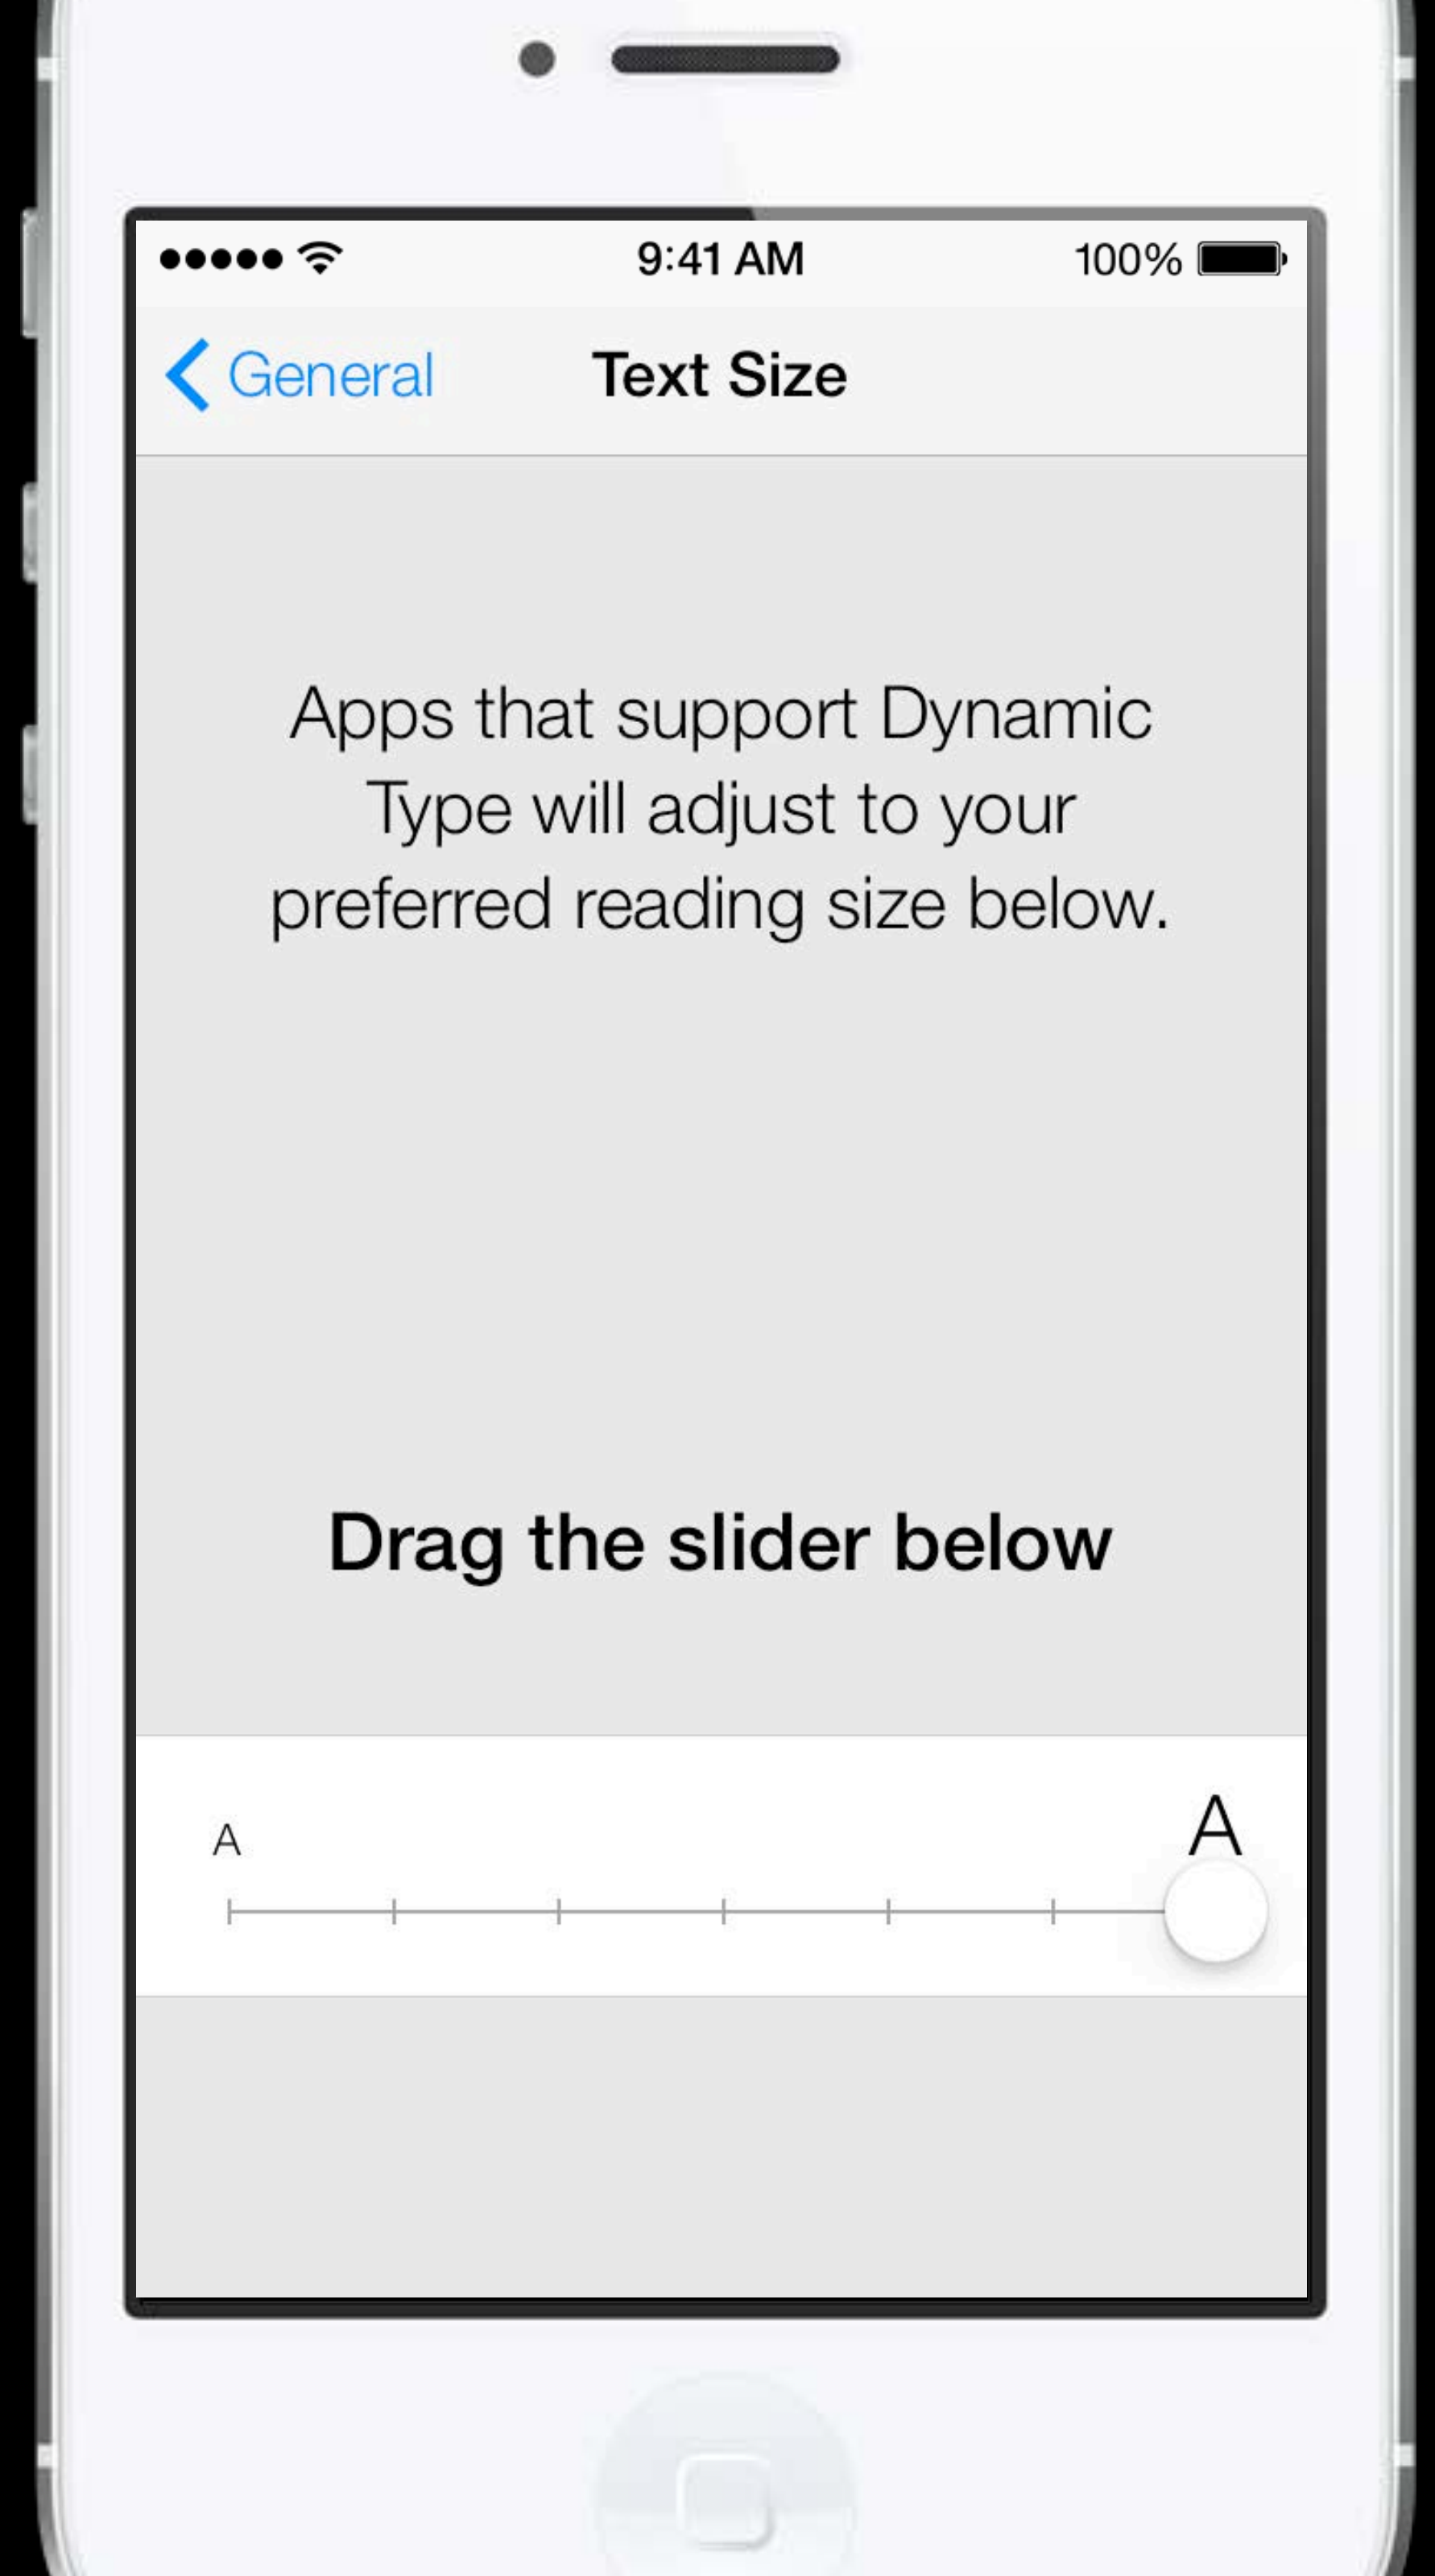 9:41 AM 100%
General Text Size
Apps that support Dynamic
Type will adjust to your
preferred reading size below.
Drag the slider below
A A